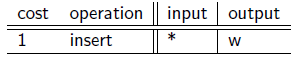 cost operation input output
1 insert * w